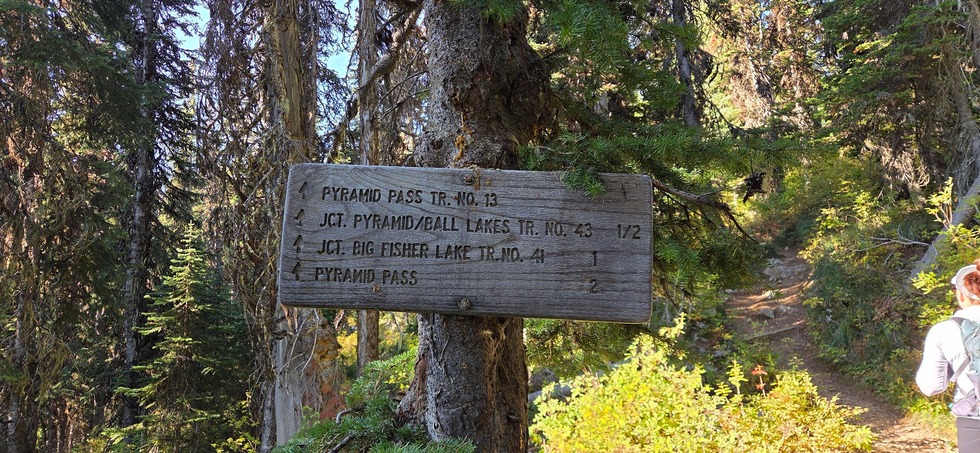 ↑ PYRAMID PASS TR. NO. 13
↑ JCT. PYRAMID/BALL LAKES TR. NO. 43 1/2
↑ JCT. BIG FISHER LAKE TR. NO. 41 1
↑ PYRAMID PASS 2